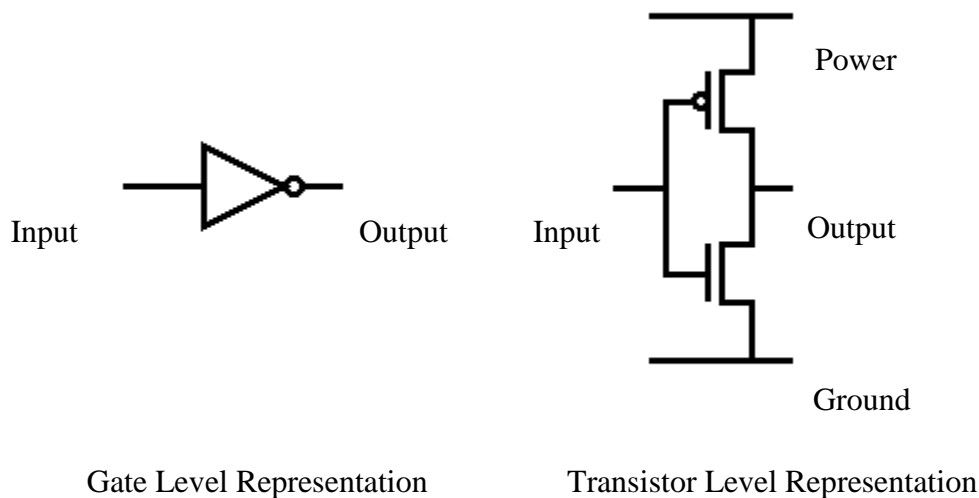 Power
Input
Output
Input
Output
Ground
Gate Level Representation
Transistor Level Representation